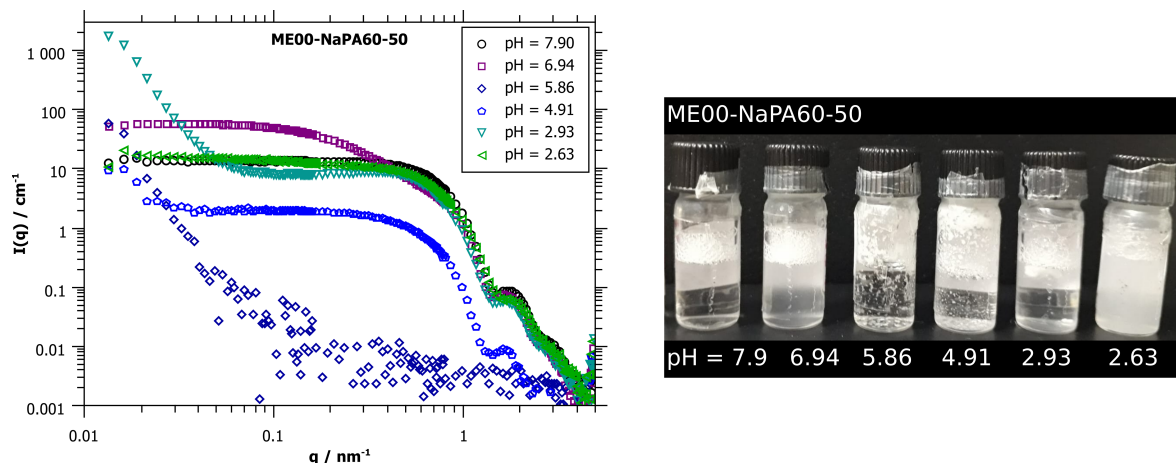 ME00-NaPA60-50
pH = 7.90
pH = 6.94
pH = 5.86
pH = 4.91
pH = 2.93
pH = 2.63
1 000
100
10
1
0.1
0.01
0.001
I(q) / cm⁻¹
0.01 0.1 1
q / nm⁻¹
ME00-NaPA60-50
pH = 7.9 6.94 5.86 4.91 2.93 2.63